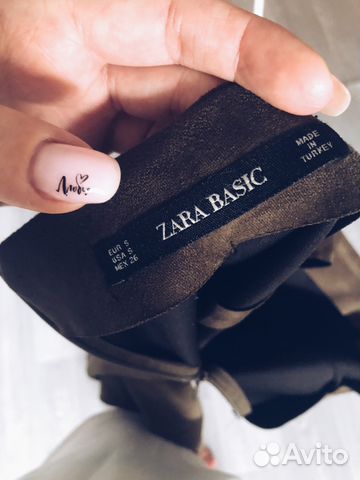 EUR S
USA S
MEX 26
ZARA BASIC
MADE
IN
TURKEY
Avito